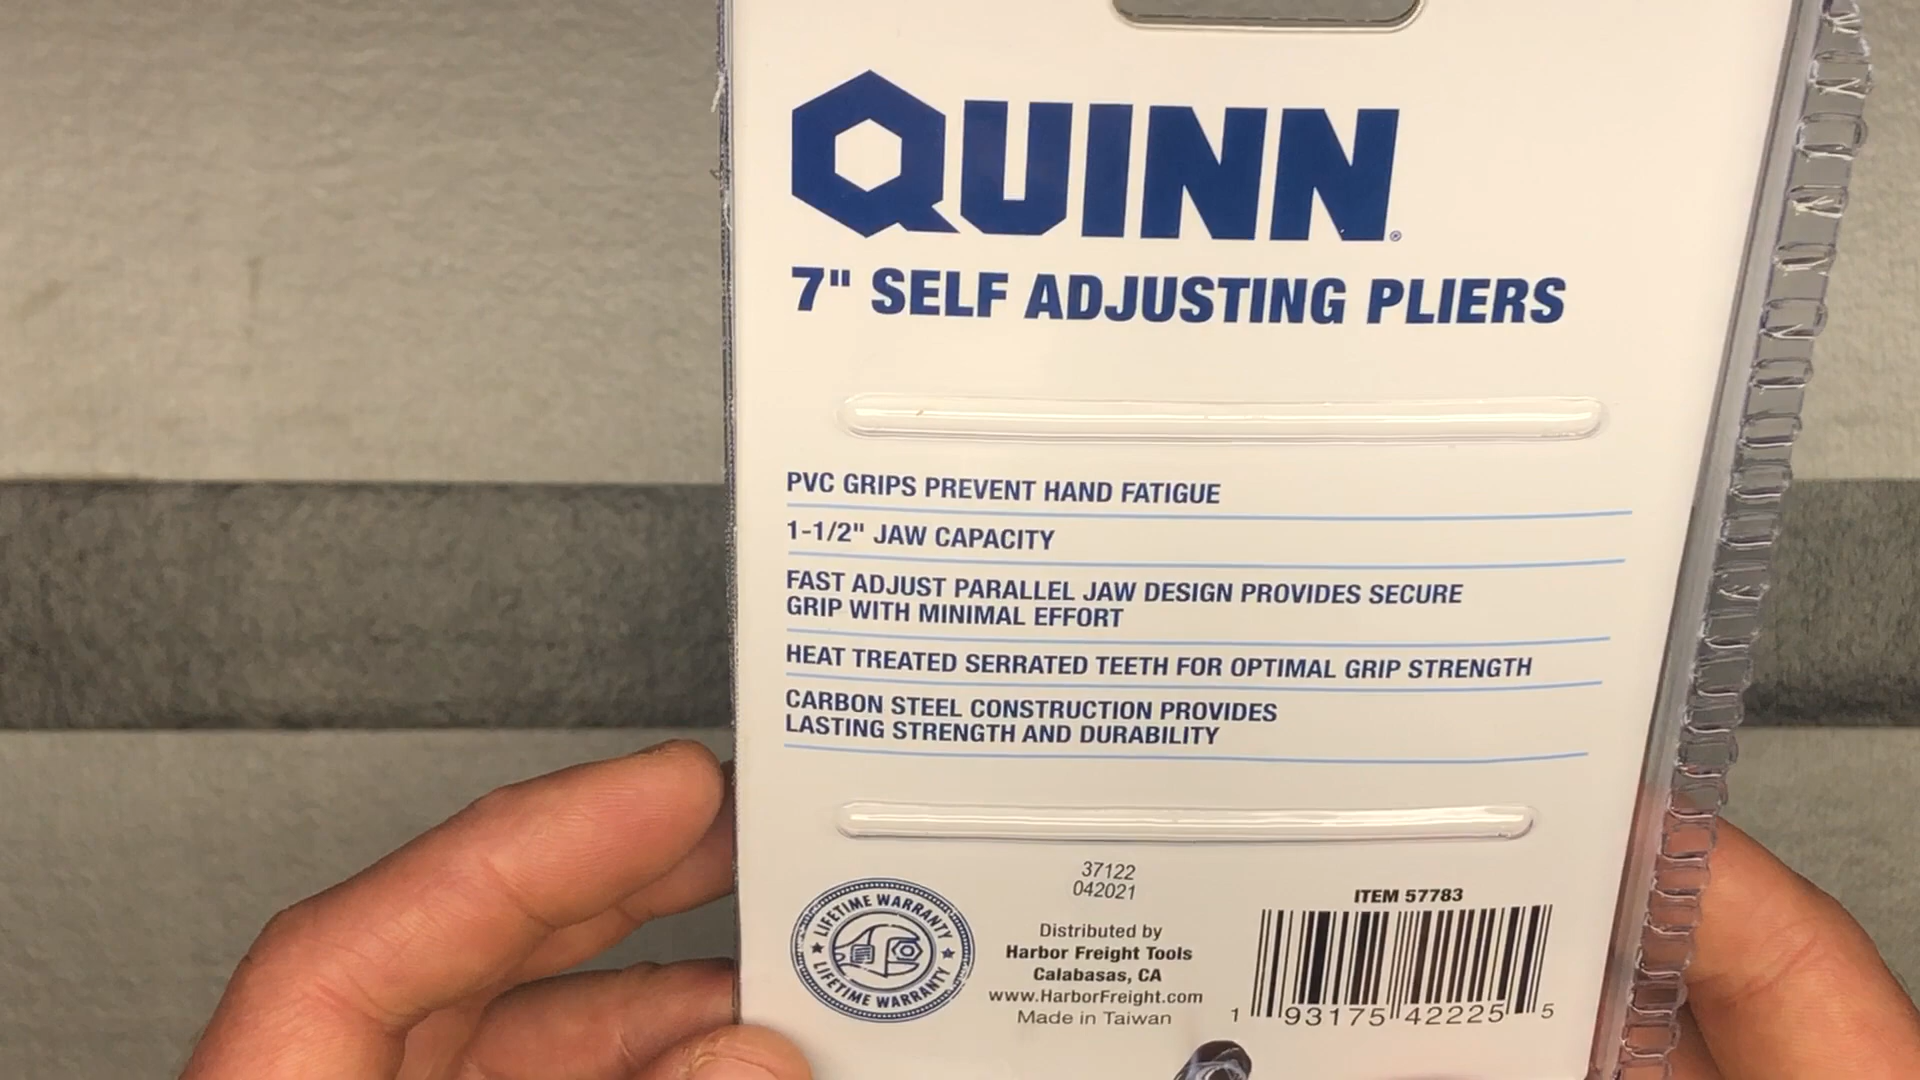 QUINN®
7" SELF ADJUSTING PLIERS
PVC GRIPS PREVENT HAND FATIGUE
1-1/2" JAW CAPACITY
FAST ADJUST PARALLEL JAW DESIGN PROVIDES SECURE
GRIP WITH MINIMAL EFFORT
HEAT TREATED SERRATED TEETH FOR OPTIMAL GRIP STRENGTH
CARBON STEEL CONSTRUCTION PROVIDES
LASTING STRENGTH AND DURABILITY
LIFETIME WARRANTY
LIFETIME WARRANTY
37122
042021
Distributed by
Harbor Freight Tools
Calabasas, CA
www.HarborFreight.com
Made in Taiwan
ITEM 57783
1 93175 42225 5